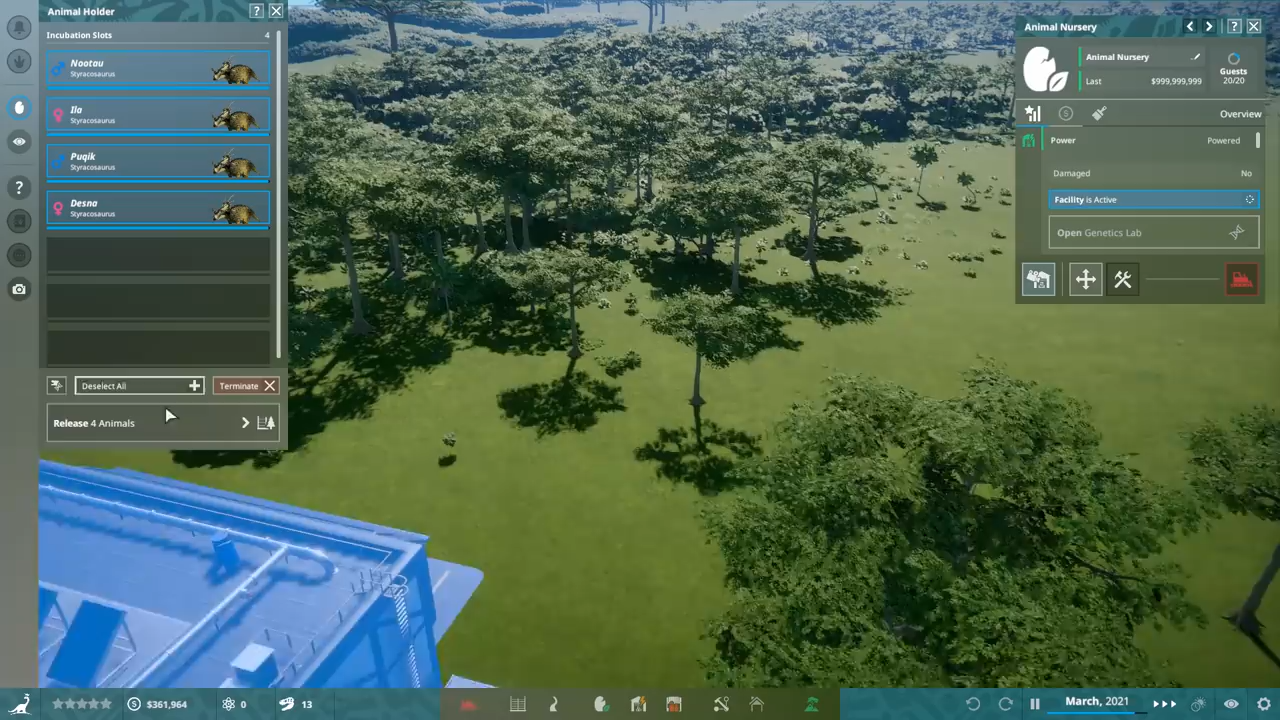 Animal Holder
?
Incubation Slots 4
Nootau
Styracosaurus
Ila
Styracosaurus
Puqik
Styracosaurus
Desna
Styracosaurus
Deselect All
Terminate
Release 4 Animals
Animal Nursery
?
Animal Nursery
Last $999,999,999
Guests
20/20
Overview
Power Powered
Damaged No
Facility is Active
Open Genetics Lab
?
$361,964
0
13
March, 2021